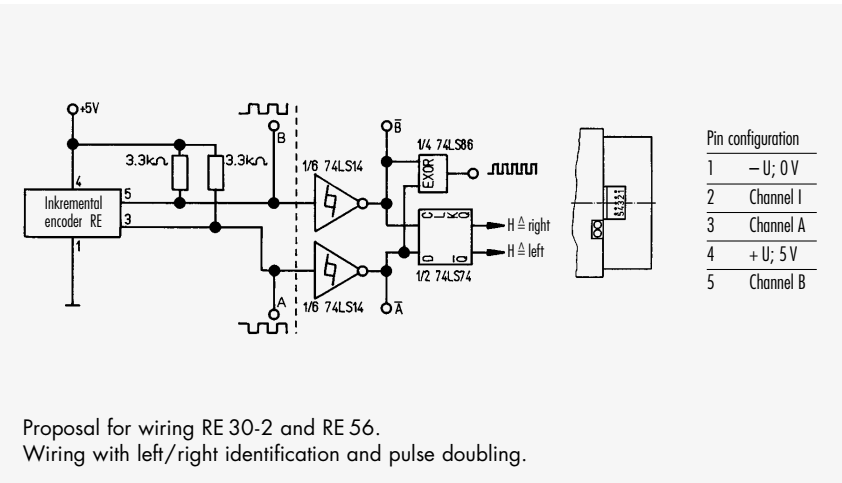 +5V
B
B̅
1/4 74LS86
3.3kΩ
3.3kΩ
1/6 74LS14
EXOR
4
Inkremental
encoder RE
5
3
1
C L K Q
D Q̅
H ≙ right
H ≙ left
1/2 74LS74
A
1/6 74LS14
A̅
54321
Pin configuration
1 – U; 0 V
2 Channel I
3 Channel A
4 + U; 5 V
5 Channel B
Proposal for wiring RE 30-2 and RE 56.
Wiring with left/right identification and pulse doubling.